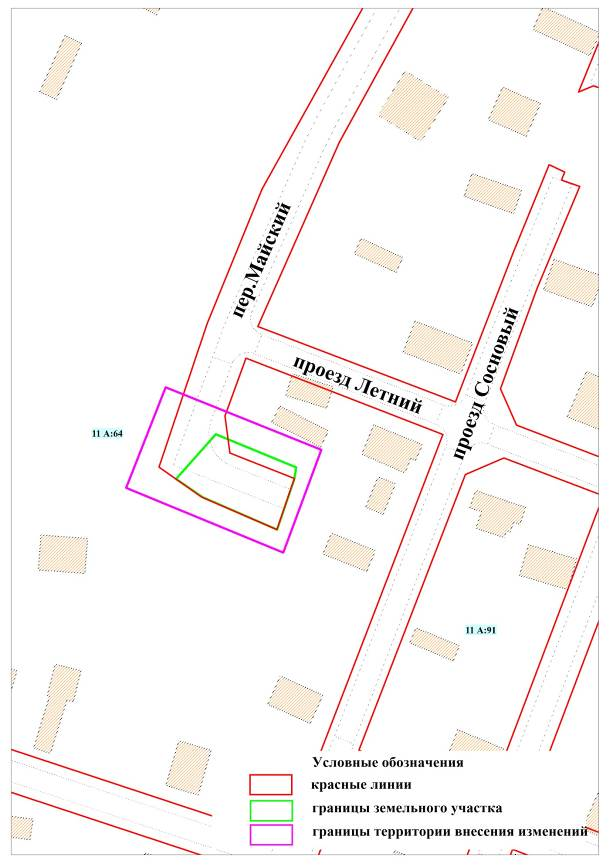 пер.Майский
проезд Летний
проезд Сосновый
11 А:64
11 А:91
Условные обозначения
красные линии
границы земельного участка
границы территории внесения изменений